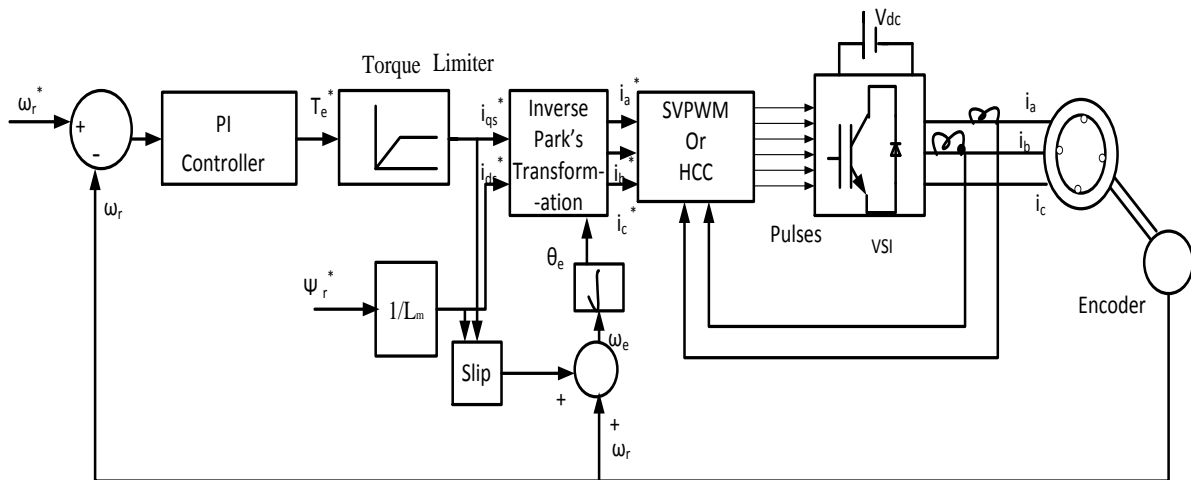 Vdc
Torque Limiter
ωr*
+
-
PI
Controller
Te*
iqs*
ids*
Inverse
Park's
Transform-
-ation
ia*
ib*
ic*
SVPWM
Or
HCC
Pulses
VSI
ia
ib
ic
Encoder
ωr
Ψr*
1/Lm
Slip
θe
∫
ωe
+
+
ωr